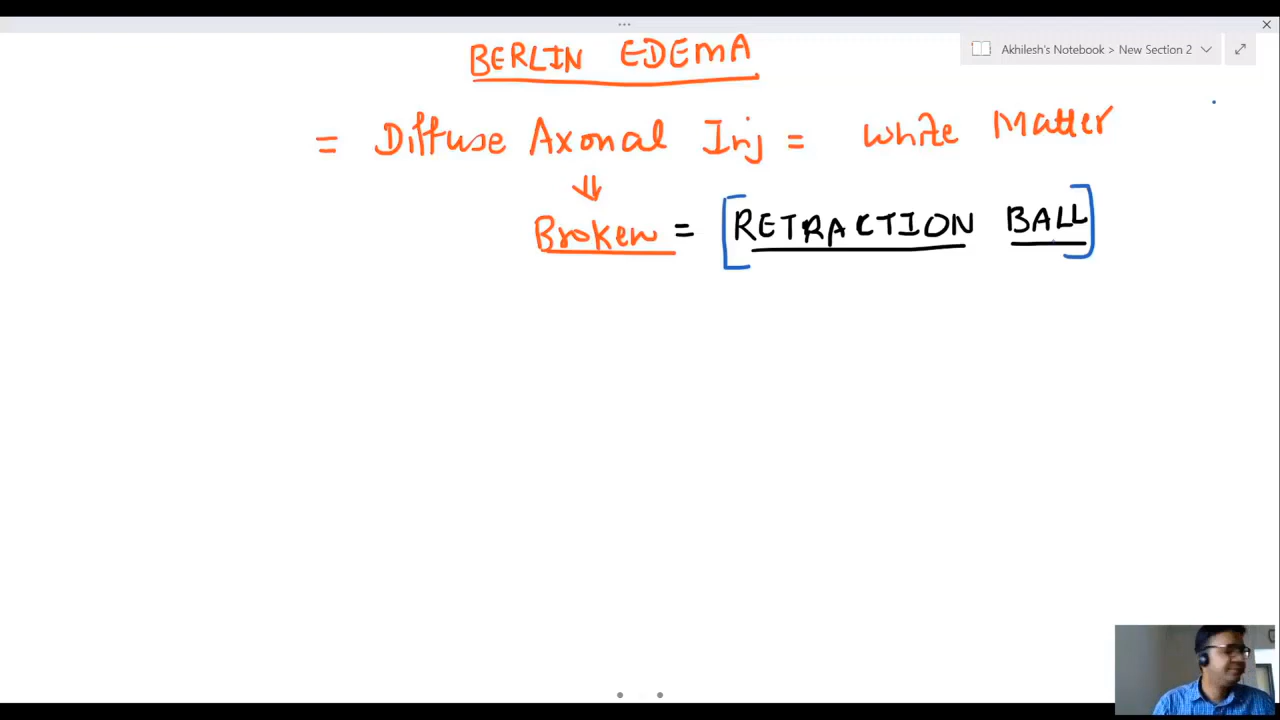 BERLIN EDEMA
Akhilesh's Notebook > New Section 2
= Diffuse Axonal Inj = white Matter
Broken = [RETRACTION BALL]